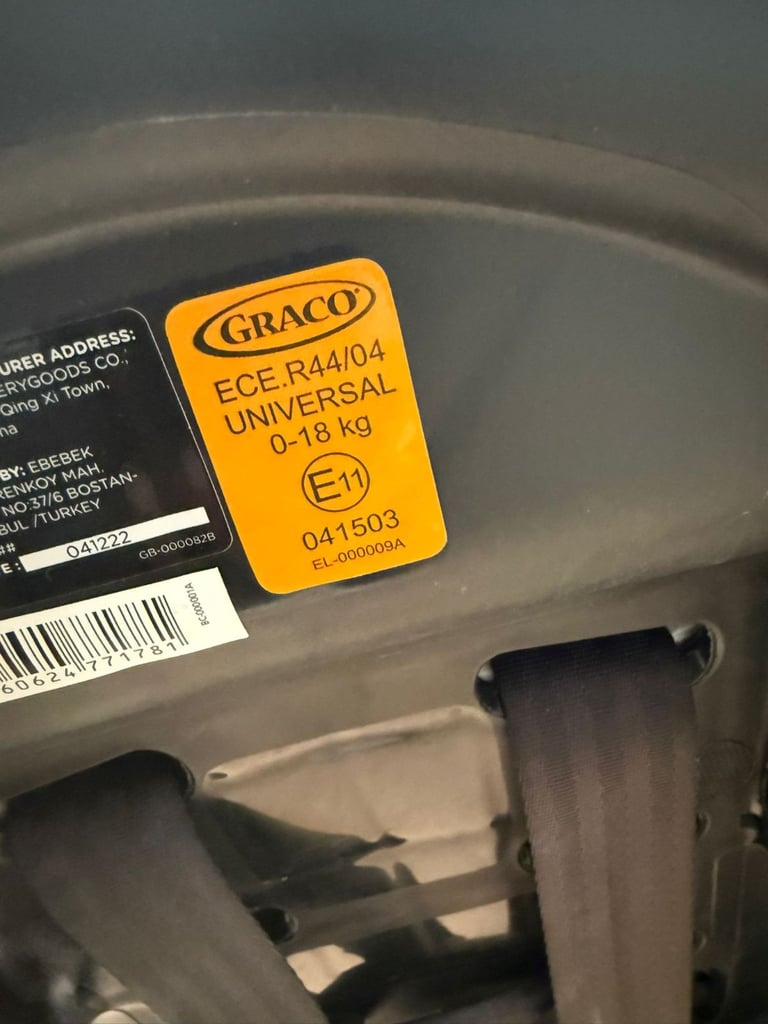 URER ADDRESS:
ERYGOODS CO.,
Qing Xi Town,
na
BY: EBEBEK
RENKOY MAH.
NO:37/6 BOSTAN-
BUL /TURKEY
##
E : 041222
GB-000082B
GRACO
ECE.R44/04
UNIVERSAL
0-18 kg
E11
041503
EL-000009A
BC-000001A
60624771781